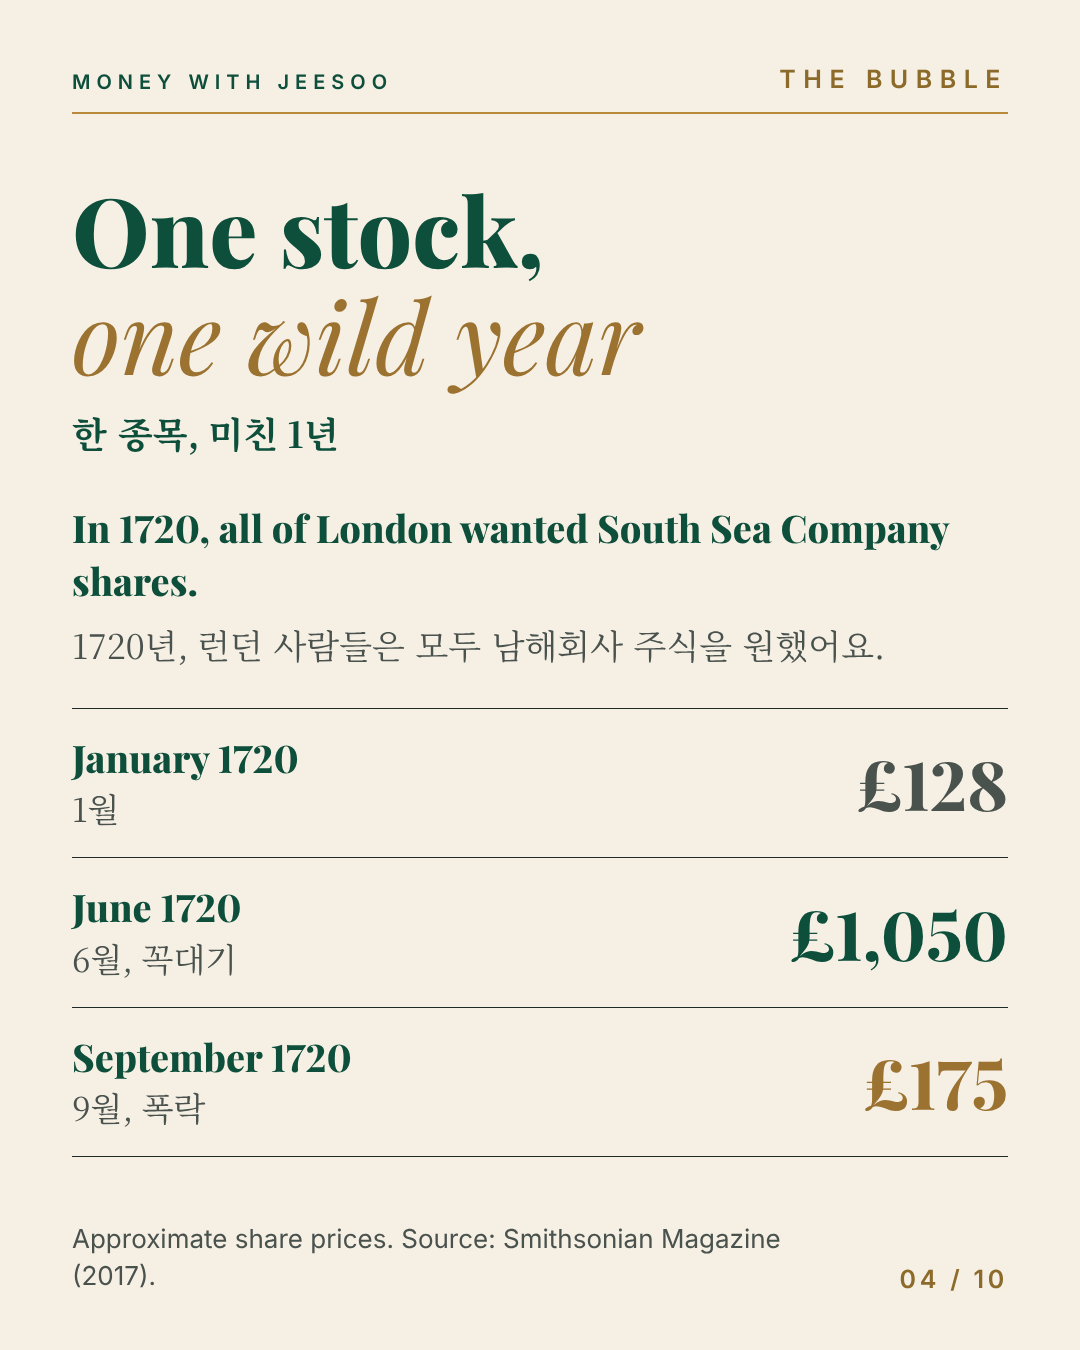 MONEY WITH JEESOO
THE BUBBLE
One stock,
one wild year
한 종목, 미친 1년
In 1720, all of London wanted South Sea Company
shares.
1720년, 런던 사람들은 모두 남해회사 주식을 원했어요.
January 1720
1월
£128
June 1720
6월, 꼭대기
£1,050
September 1720
9월, 폭락
£175
Approximate share prices. Source: Smithsonian Magazine
(2017).
04 / 10